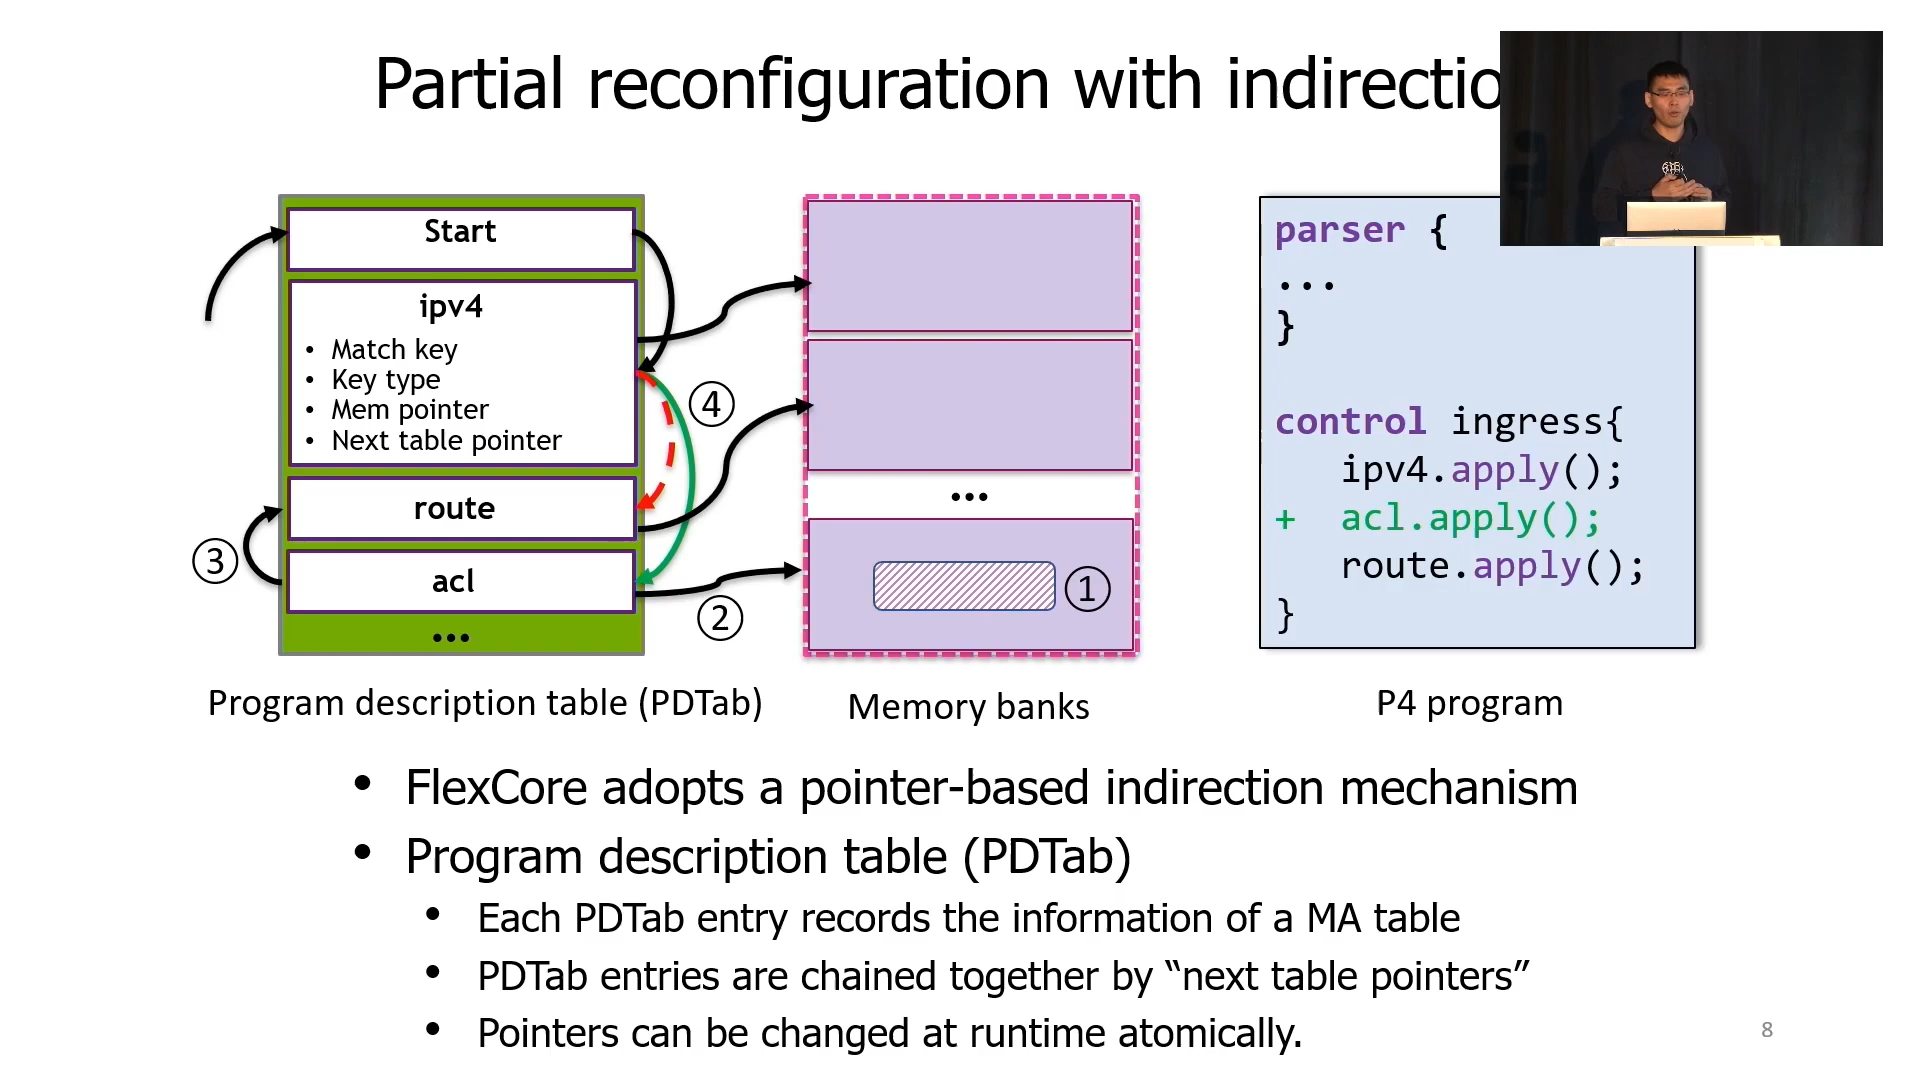 Partial reconfiguration with indirectio
Start
ipv4
• Match key
• Key type
• Mem pointer
• Next table pointer
route
acl
...
①
②
③
④
...
parser {
...
}
control ingress{
ipv4.apply();
+ acl.apply();
route.apply();
}
Program description table (PDTab)
Memory banks
P4 program
• FlexCore adopts a pointer-based indirection mechanism
• Program description table (PDTab)
• Each PDTab entry records the information of a MA table
• PDTab entries are chained together by “next table pointers”
• Pointers can be changed at runtime atomically.
8